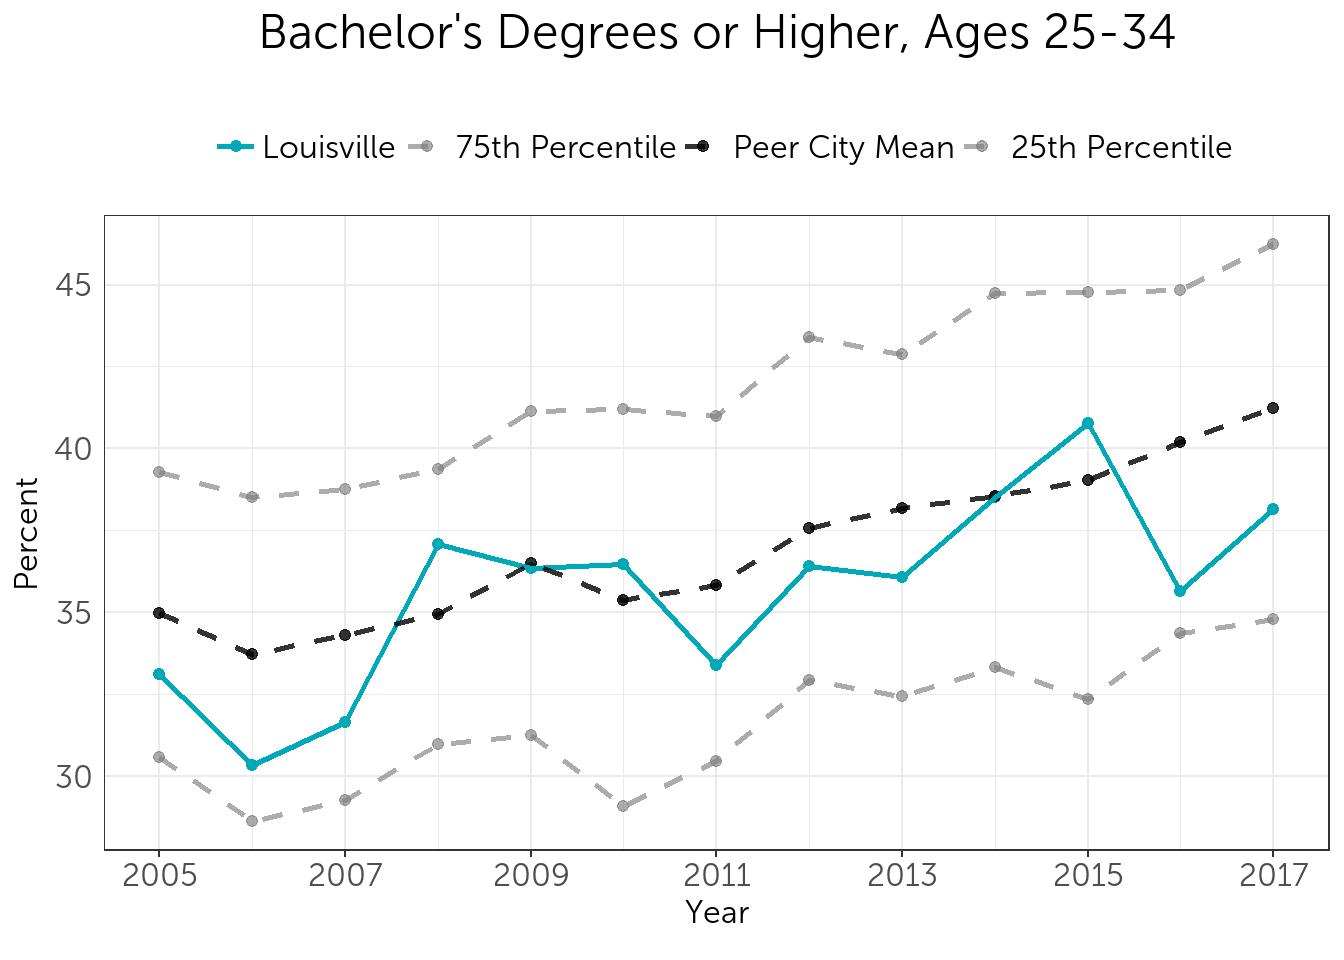 Bachelor's Degrees or Higher, Ages 25-34
Louisville 75th Percentile Peer City Mean 25th Percentile
45
40
35
30
Percent
2005 2007 2009 2011 2013 2015 2017
Year